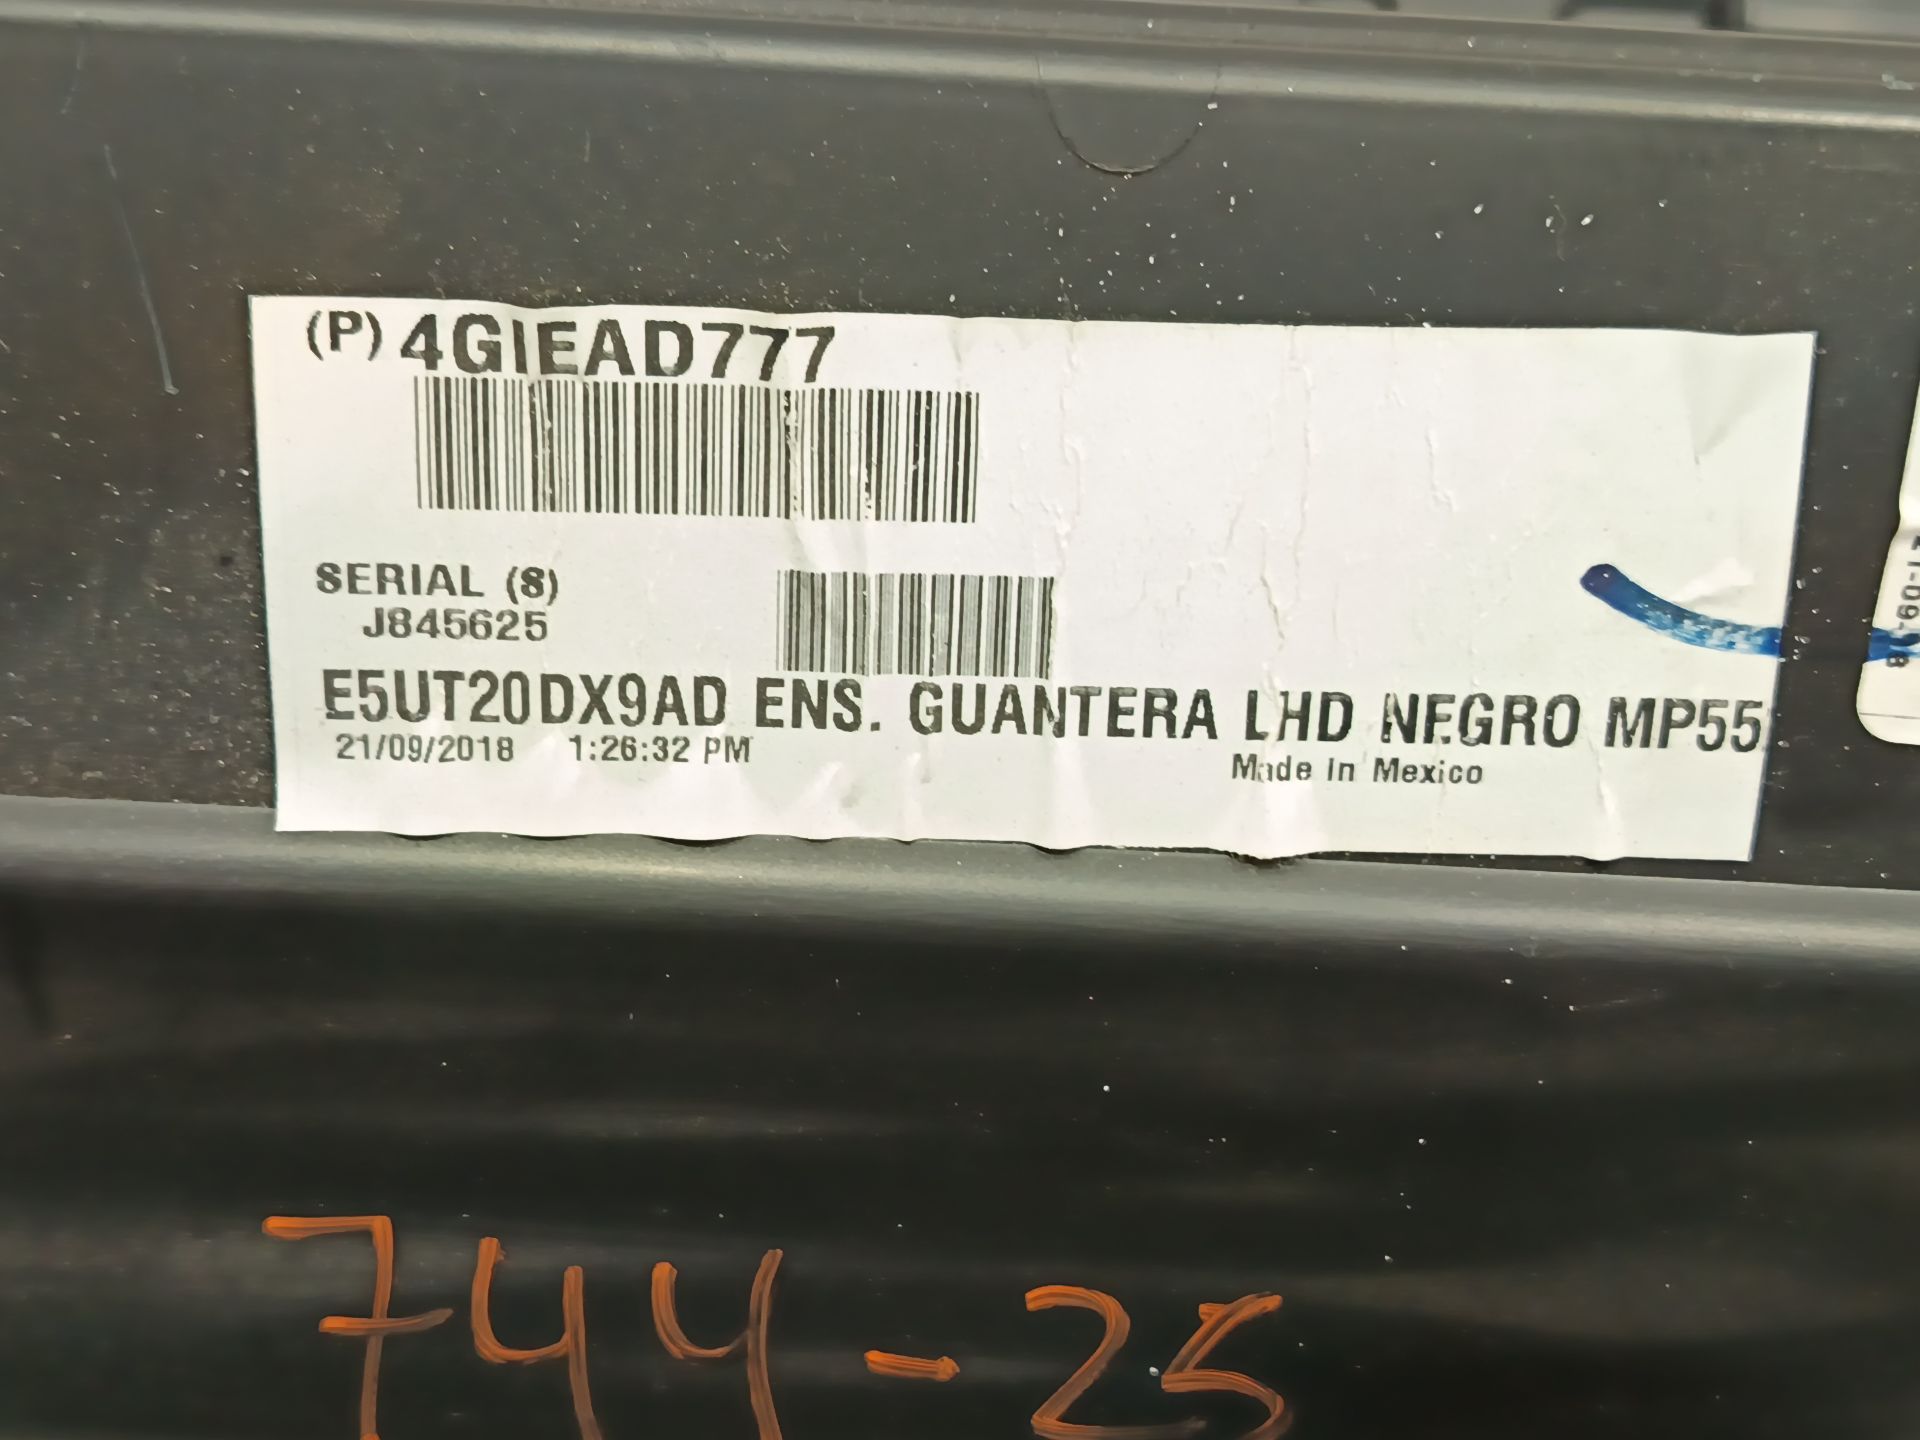 (P) 4GIEAD777
SERIAL (S)
J845625
E5UT20DX9AD ENS. GUANTERA LHD NEGRO MP55
21/09/2018 1:26:32 PM
Made In Mexico
744-25